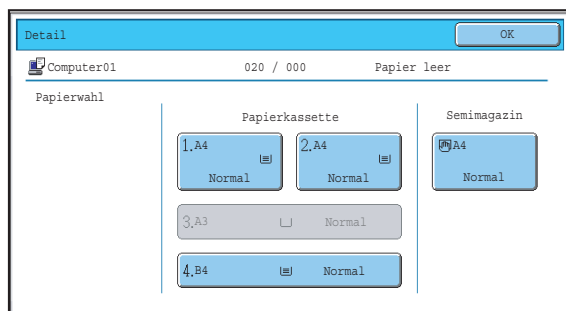 Detail OK
Computer01 020 / 000 Papier leer
Papierwahl
Papierkassette Semimagazin
1.A4 2.A4 A4
Normal Normal Normal
3.A3 Normal
4.B4 Normal